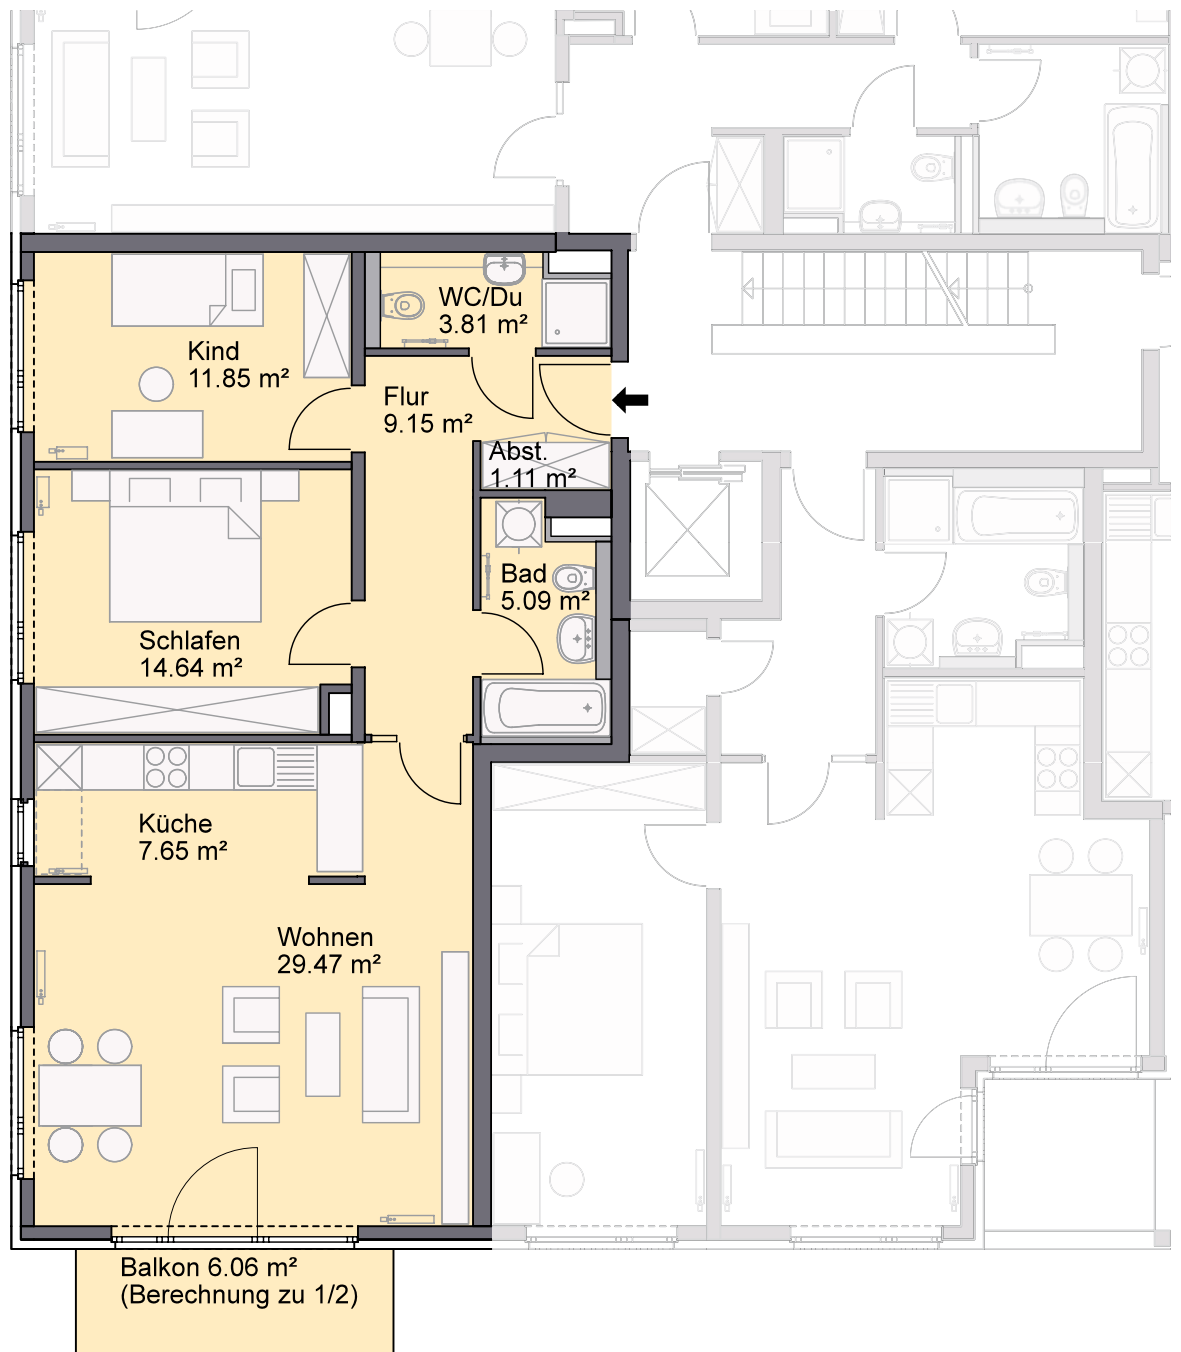 WC/Du
3.81 m²
Kind
11.85 m²
Flur
9.15 m²
Abst.
1.11 m²
Bad
5.09 m²
Schlafen
14.64 m²
Küche
7.65 m²
Wohnen
29.47 m²
Balkon 6.06 m²
(Berechnung zu 1/2)